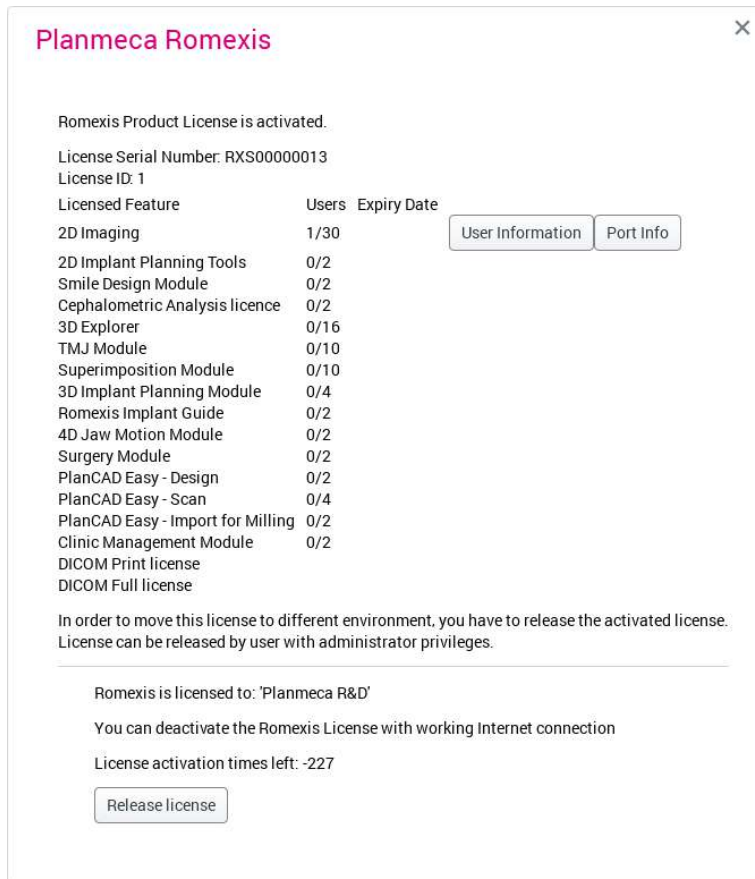 Planmeca Romexis
Romexis Product License is activated.
License Serial Number: RXS00000013
License ID: 1
Licensed Feature Users Expiry Date
2D Imaging 1/30 User Information Port Info
2D Implant Planning Tools 0/2
Smile Design Module 0/2
Cephalometric Analysis licence 0/2
3D Explorer 0/16
TMJ Module 0/10
Superimposition Module 0/10
3D Implant Planning Module 0/4
Romexis Implant Guide 0/2
4D Jaw Motion Module 0/2
Surgery Module 0/2
PlanCAD Easy - Design 0/2
PlanCAD Easy - Scan 0/4
PlanCAD Easy - Import for Milling 0/2
Clinic Management Module 0/2
DICOM Print license
DICOM Full license
In order to move this license to different environment, you have to release the activated license.
License can be released by user with administrator privileges.
Romexis is licensed to: 'Planmeca R&D'
You can deactivate the Romexis License with working Internet connection
License activation times left: -227
Release license